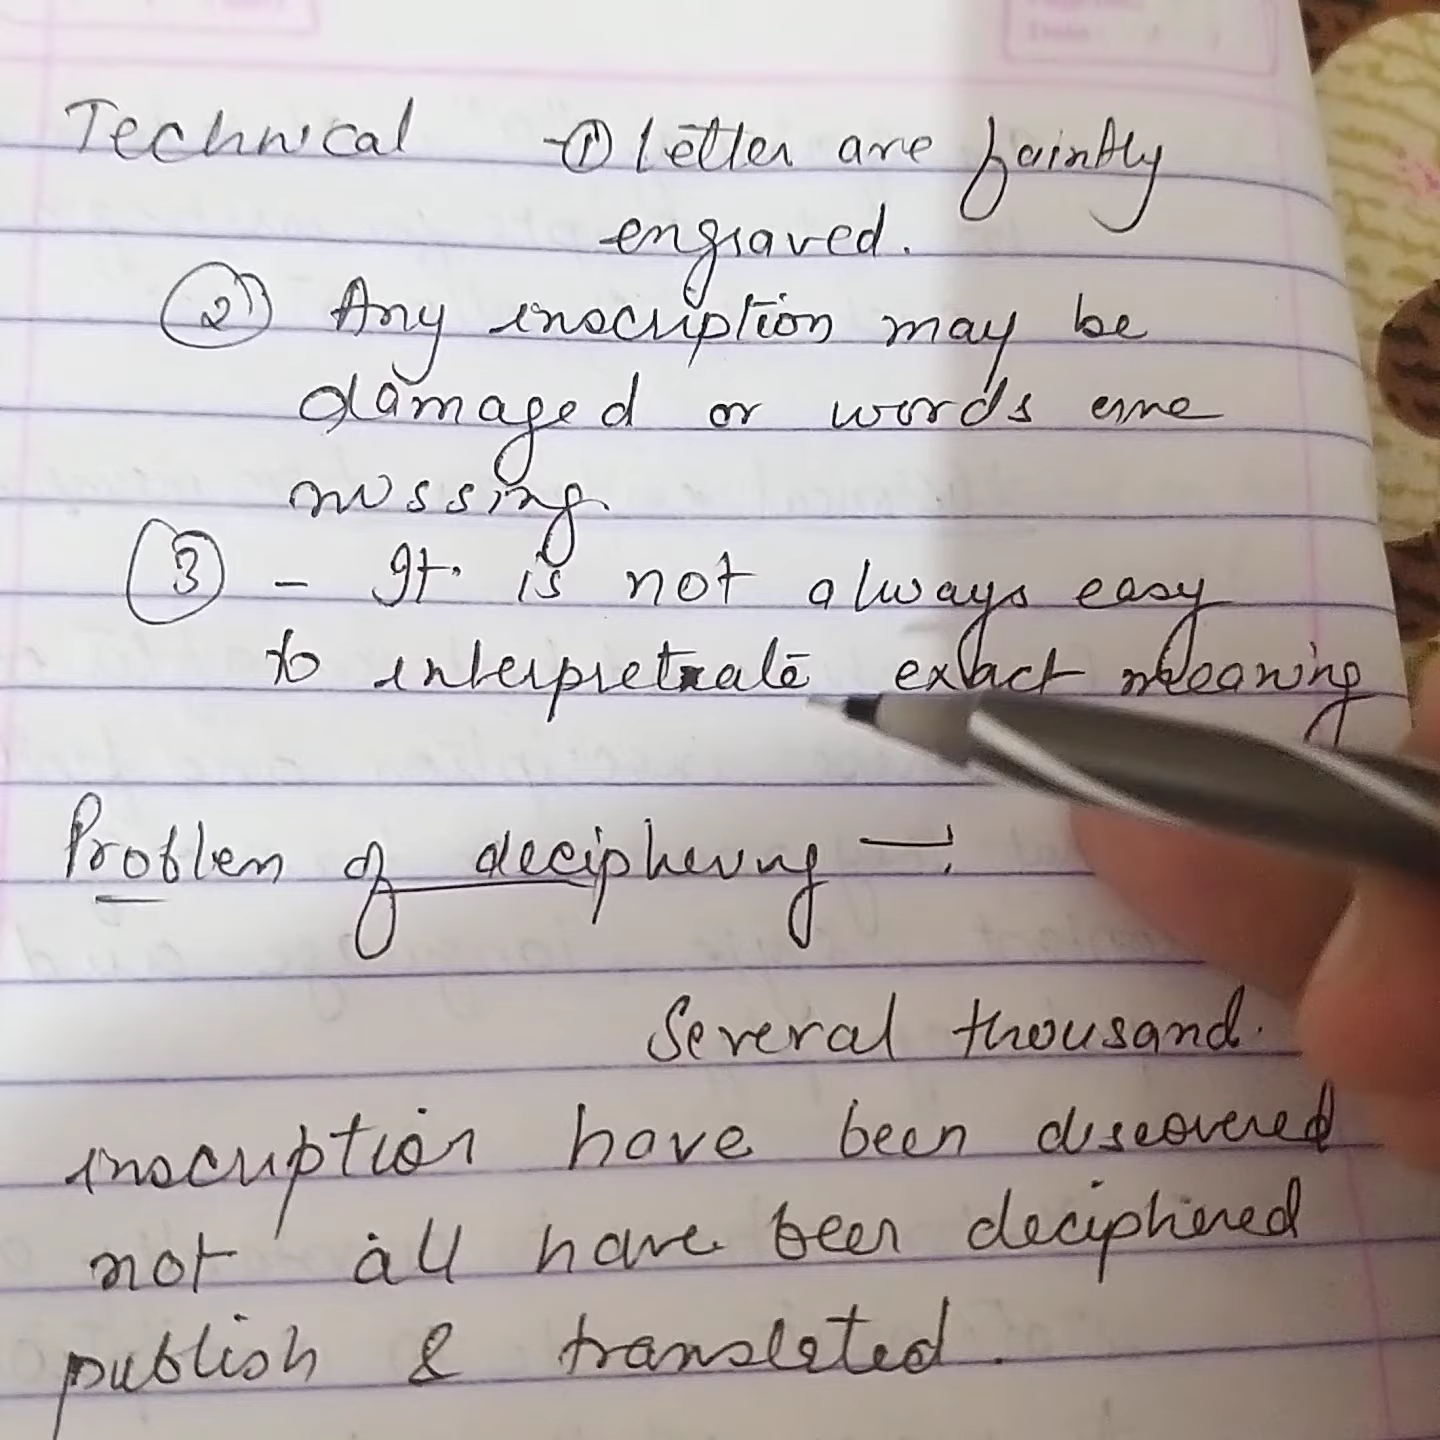 Technical - ① letter are faintly
engraved.
② Any inscription may be
damaged or words are
missing.
③ - It is not always easy
to interpretrate exact meaning
Problem of deciphering -:
Several thousand
inscription have been discovered
not all have been deciphered
publish & translated.